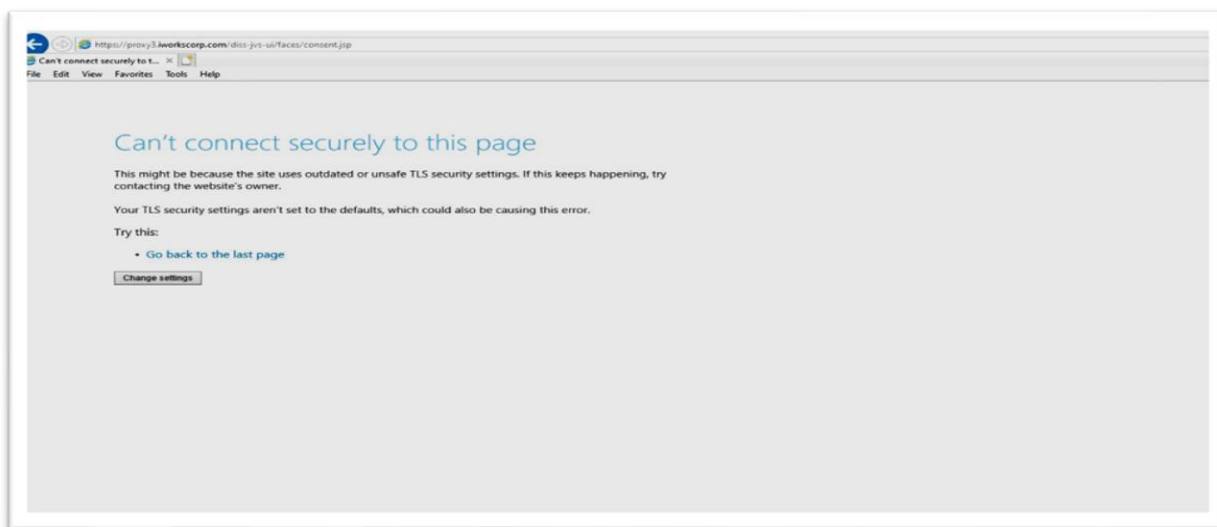 https://proxy3.iworkscorp.com/diss-jvs-ui/faces/consent.jsp
Can't connect securely to t...
File Edit View Favorites Tools Help
Can't connect securely to this page
This might be because the site uses outdated or unsafe TLS security settings. If this keeps happening, try
contacting the website's owner.
Your TLS security settings aren't set to the defaults, which could also be causing this error.
Try this:
• Go back to the last page
Change settings